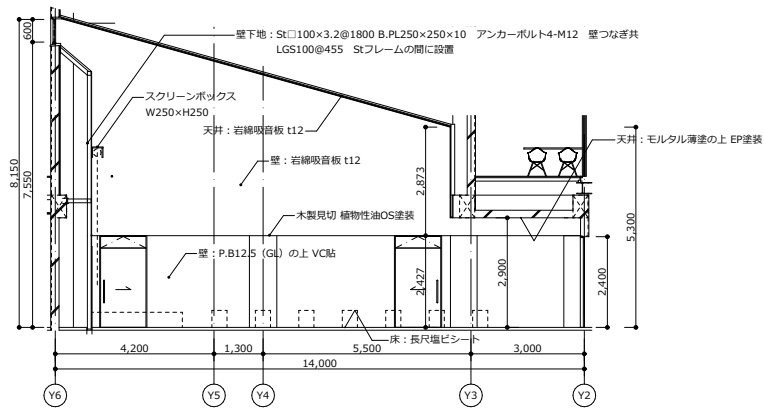 600
壁下地：St□100×3.2@1800 B.PL250×250×10　アンカーボルト4-M12　壁つなぎ共
LGS100@455　Stフレームの間に設置
スクリーンボックス
W250×H250
天井：岩綿吸音板 t12
天井：モルタル薄塗の上 EP塗装
壁：岩綿吸音板 t12
8,150
7,550
2,873
木製見切 植物性油OS塗装
5,300
壁：P.B12.5（GL）の上 VC貼
2,427
2,900
2,400
床：長尺塩ビシート
4,200
1,300
5,500
3,000
14,000
Y6
Y5
Y4
Y3
Y2